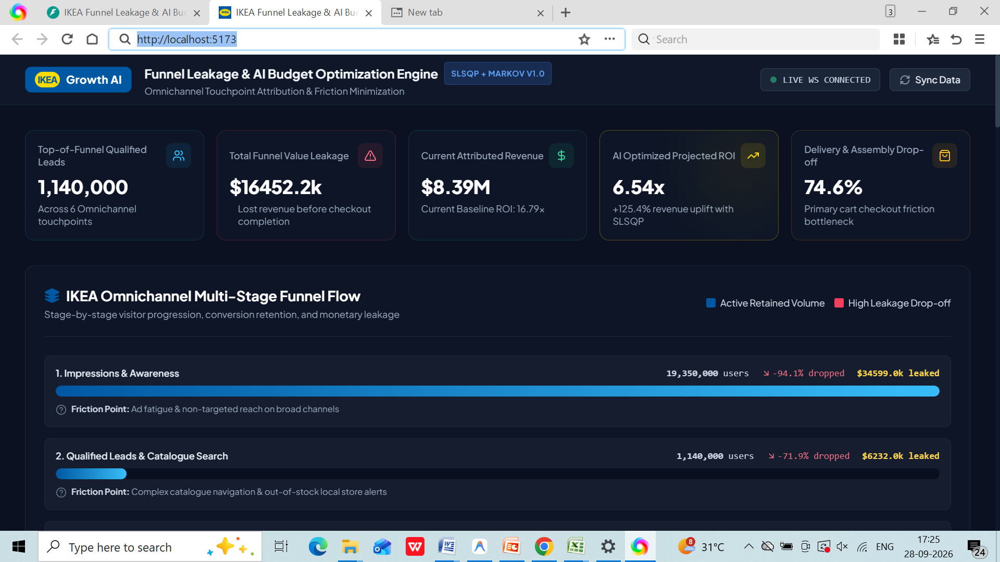 IKEA Funnel Leakage & AI Bu
IKEA Funnel Leakage & AI Bu
New tab
3
http://localhost:5173
Search
IKEA Growth AI
Funnel Leakage & AI Budget Optimization Engine
SLSQP + MARKOV V1.0
Omnichannel Touchpoint Attribution & Friction Minimization
LIVE WS CONNECTED
Sync Data
Top-of-Funnel Qualified
Leads
1,140,000
Across 6 Omnichannel
touchpoints
Total Funnel Value Leakage
$16452.2k
Lost revenue before checkout
completion
Current Attributed Revenue
$8.39M
Current Baseline ROI: 16.79×
AI Optimized Projected ROI
6.54x
+125.4% revenue uplift with
SLSQP
Delivery & Assembly Drop-
off
74.6%
Primary cart checkout friction
bottleneck
IKEA Omnichannel Multi-Stage Funnel Flow
Stage-by-stage visitor progression, conversion retention, and monetary leakage
Active Retained Volume
High Leakage Drop-off
1. Impressions & Awareness
19,350,000 users
-94.1% dropped
$34599.0k leaked
Friction Point: Ad fatigue & non-targeted reach on broad channels
2. Qualified Leads & Catalogue Search
1,140,000 users
-71.9% dropped
$6232.0k leaked
Friction Point: Complex catalogue navigation & out-of-stock local store alerts
Type here to search
8
31°C
ENG
17:25
28-09-2026
24